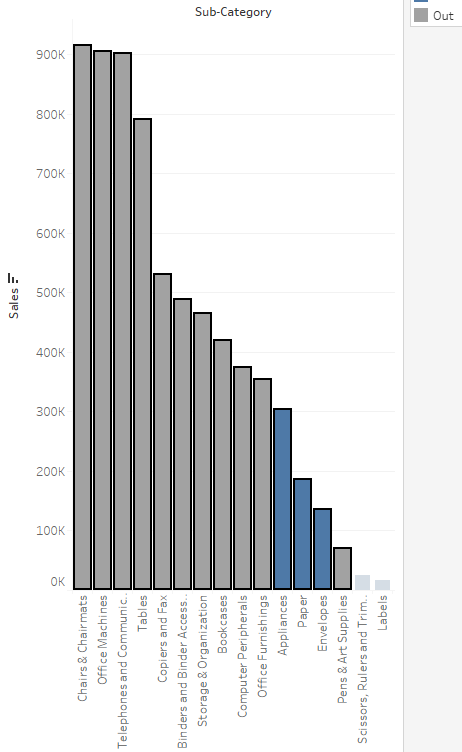 Sub-Category
Out
900K
800K
700K
600K
500K
400K
300K
200K
100K
0K
Sales
Chairs & Chairmats
Office Machines
Telephones and Communic..
Tables
Copiers and Fax
Binders and Binder Access..
Storage & Organization
Bookcases
Computer Peripherals
Office Furnishings
Appliances
Paper
Envelopes
Pens & Art Supplies
Scissors, Rulers and Trim..
Labels